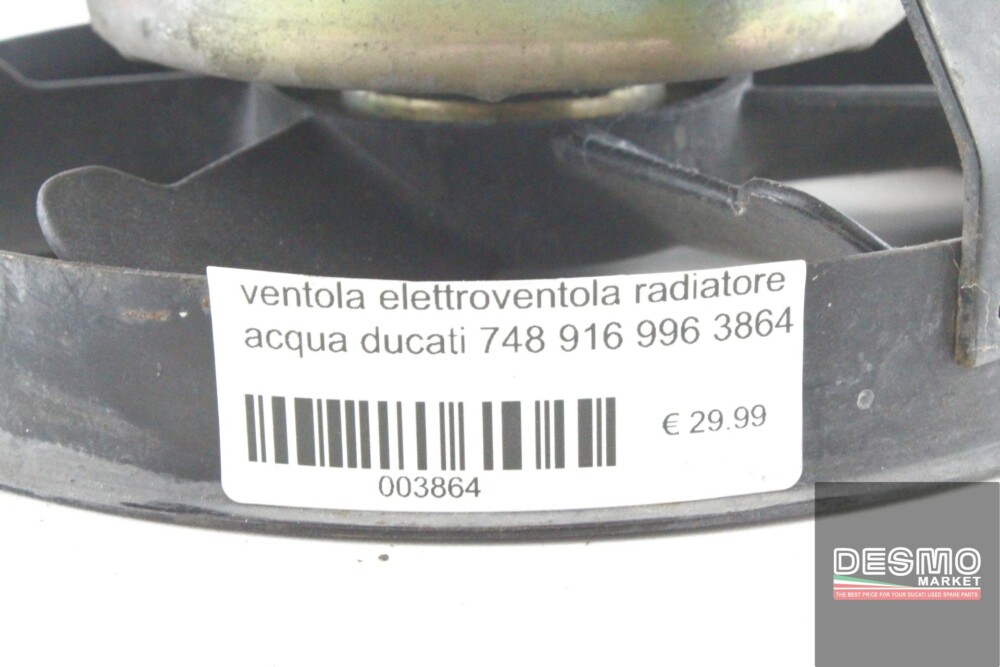 ventola elettroventola radiatore
acqua ducati 748 916 996 3864
€ 29.99
003864
DESMO
MARKET
THE BEST PRICE FOR YOUR DUCATI USED SPARE PARTS